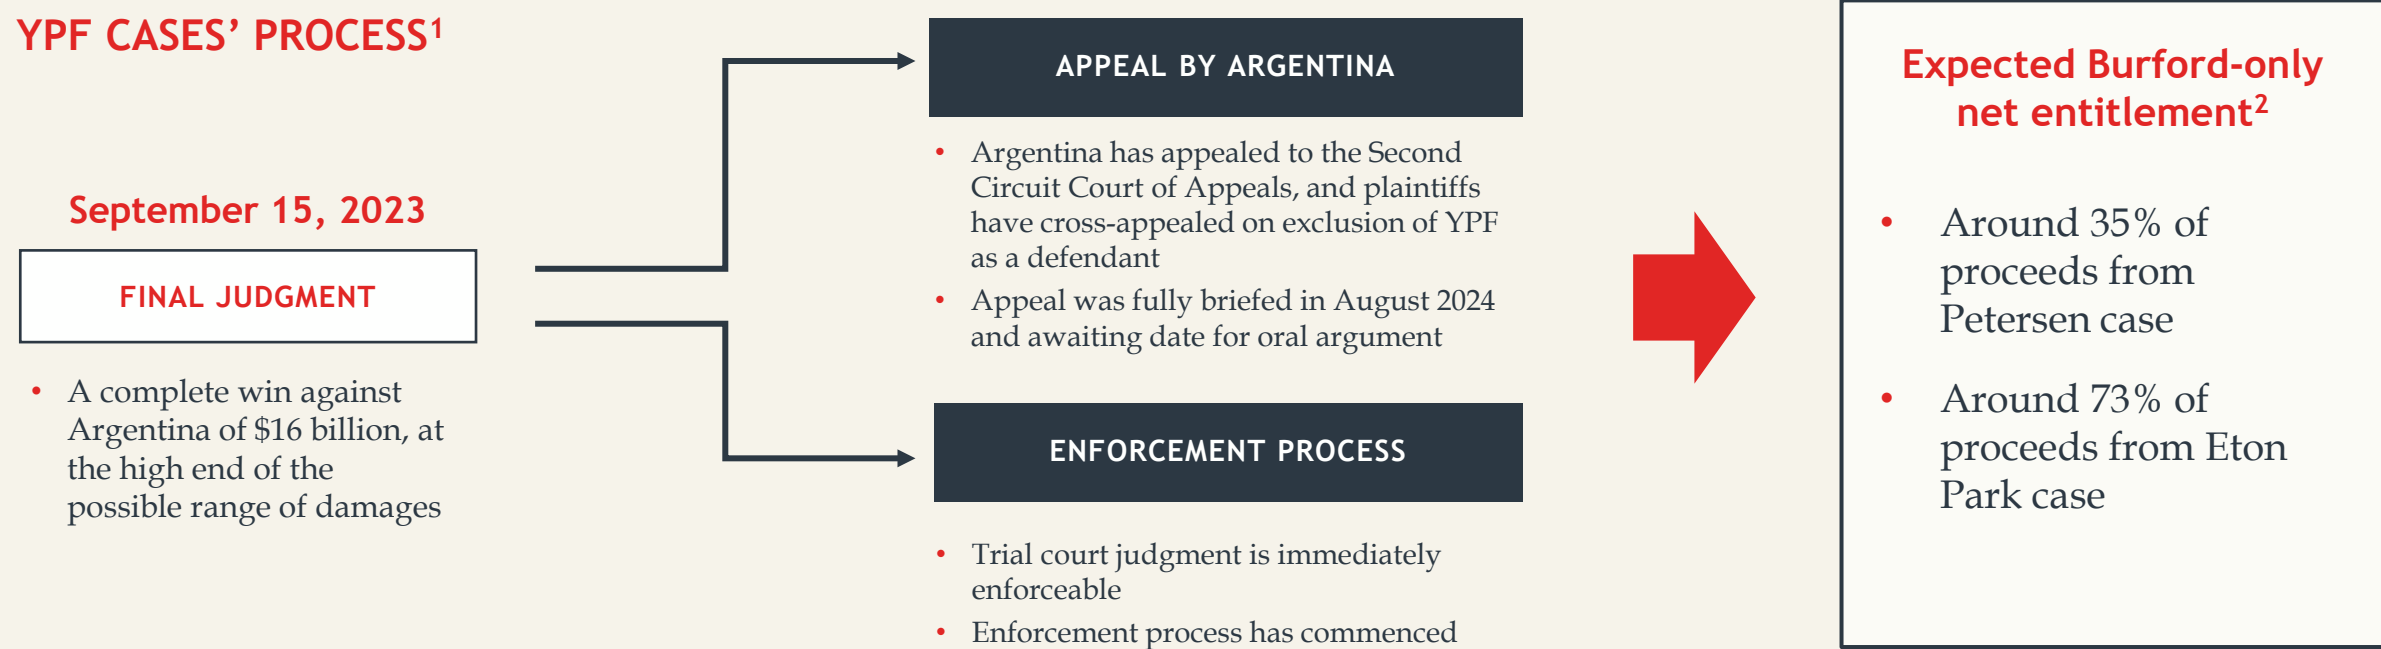 YPF CASES’ PROCESS¹
September 15, 2023
FINAL JUDGMENT
• A complete win against
Argentina of $16 billion, at
the high end of the
possible range of damages
APPEAL BY ARGENTINA
• Argentina has appealed to the Second
Circuit Court of Appeals, and plaintiffs
have cross-appealed on exclusion of YPF
as a defendant
• Appeal was fully briefed in August 2024
and awaiting date for oral argument
ENFORCEMENT PROCESS
• Trial court judgment is immediately
enforceable
• Enforcement process has commenced
Expected Burford-only
net entitlement²
• Around 35% of
proceeds from
Petersen case
• Around 73% of
proceeds from Eton
Park case